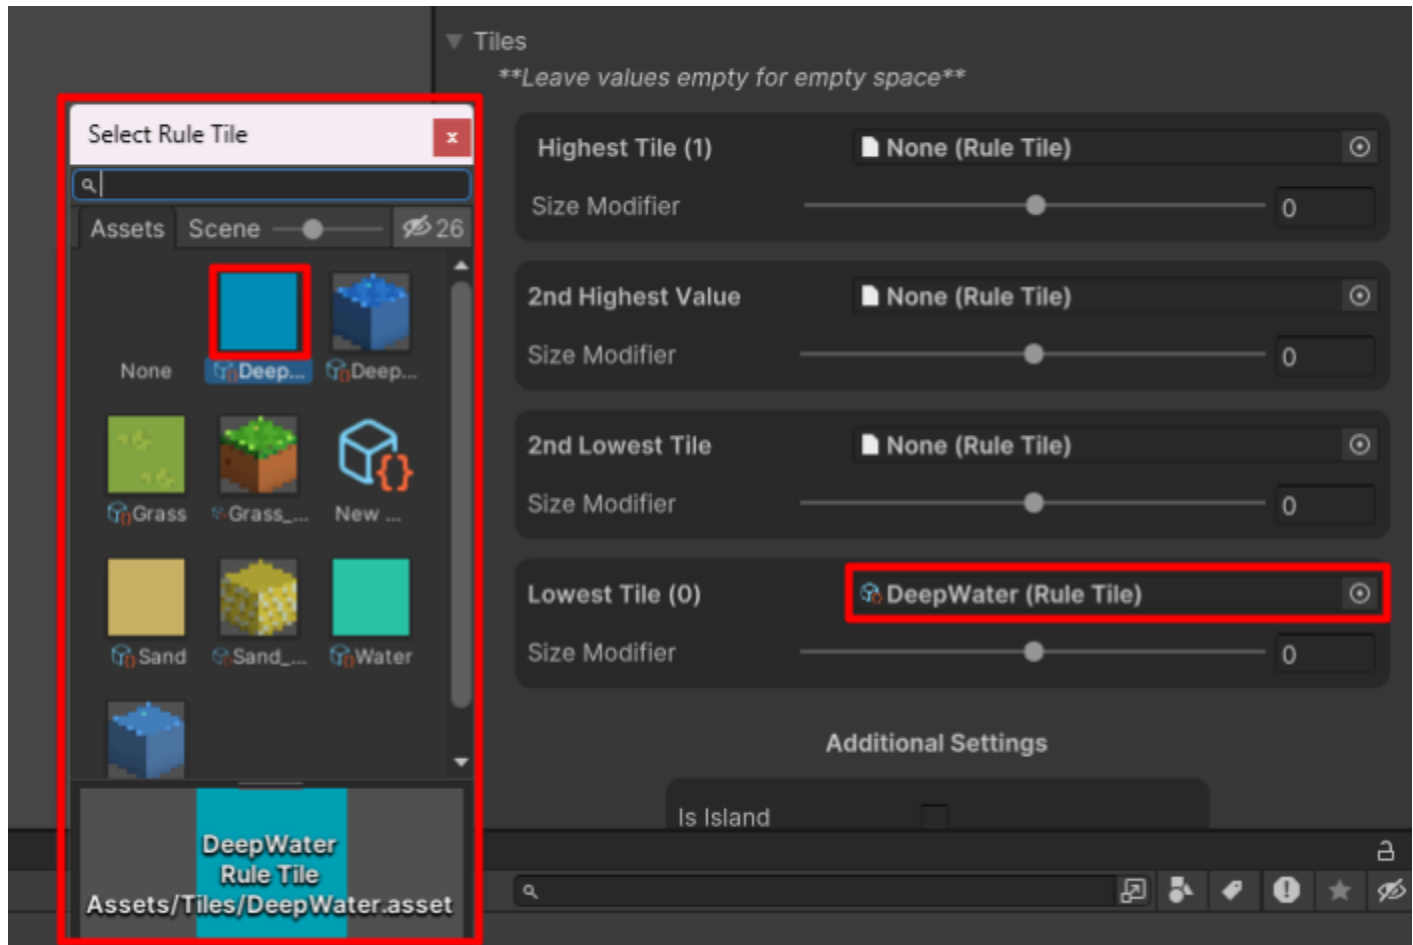 Tiles
**Leave values empty for empty space**
Select Rule Tile
x
Assets Scene 26
None Deep... Deep...
Grass Grass_... New ...
Sand Sand_... Water
DeepWater
Rule Tile
Assets/Tiles/DeepWater.asset
Highest Tile (1) None (Rule Tile)
Size Modifier 0
2nd Highest Value None (Rule Tile)
Size Modifier 0
2nd Lowest Tile None (Rule Tile)
Size Modifier 0
Lowest Tile (0) DeepWater (Rule Tile)
Size Modifier 0
Additional Settings
Is Island